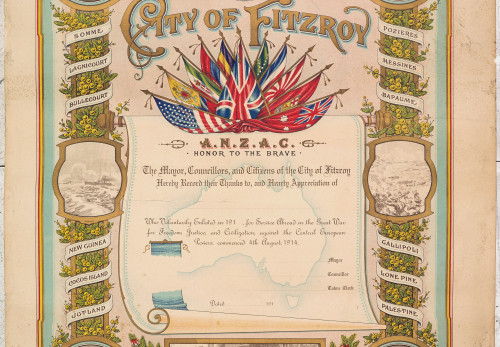 CITY OF FITZROY
SOMME.
LAGNICOURT
BULLECOURT
POZIERES
MESSINES
BAPAUME.
A.N.Z.A.C.
· HONOR TO THE BRAVE ·
The Mayor, Councillors, and Citizens of the City of Fitzroy
Hereby Record their Thanks to, and Hearty Appreciation of
Who Voluntarily Enlisted in 191 , for Service Abroad in the Great War
for Freedom, Justice, and Civilization against the Central European
Powers, commenced 4th August 1914
NEW GUINEA
COCOS ISLAND
JUTLAND
GALLIPOLI
LONE PINE.
PALESTINE.
Mayor
Councillor
Town Clerk
Dated 191